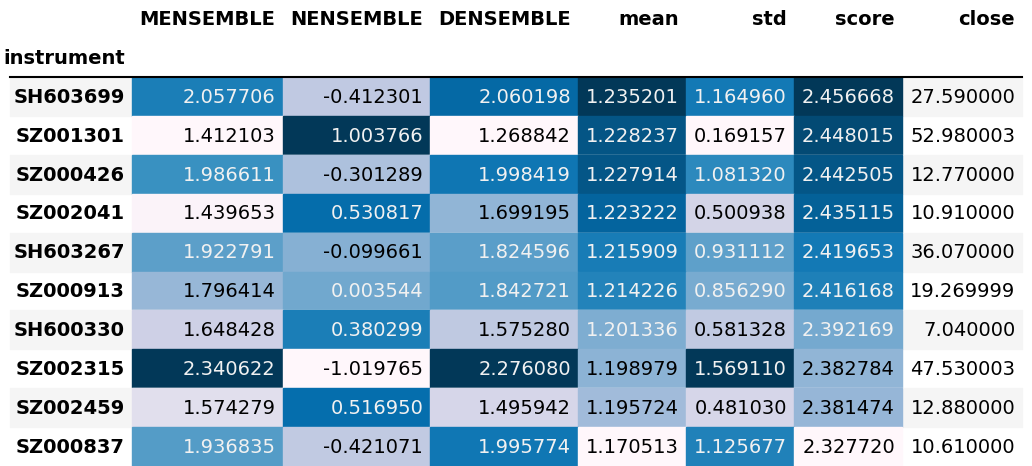 MENSEMBLE NENSEMBLE DENSEMBLE mean std score close
instrument
SH603699 2.057706 -0.412301 2.060198 1.235201 1.164960 2.456668 27.590000
SZ001301 1.412103 1.003766 1.268842 1.228237 0.169157 2.448015 52.980003
SZ000426 1.986611 -0.301289 1.998419 1.227914 1.081320 2.442505 12.770000
SZ002041 1.439653 0.530817 1.699195 1.223222 0.500938 2.435115 10.910000
SH603267 1.922791 -0.099661 1.824596 1.215909 0.931112 2.419653 36.070000
SZ000913 1.796414 0.003544 1.842721 1.214226 0.856290 2.416168 19.269999
SH600330 1.648428 0.380299 1.575280 1.201336 0.581328 2.392169 7.040000
SZ002315 2.340622 -1.019765 2.276080 1.198979 1.569110 2.382784 47.530003
SZ002459 1.574279 0.516950 1.495942 1.195724 0.481030 2.381474 12.880000
SZ000837 1.936835 -0.421071 1.995774 1.170513 1.125677 2.327720 10.610000